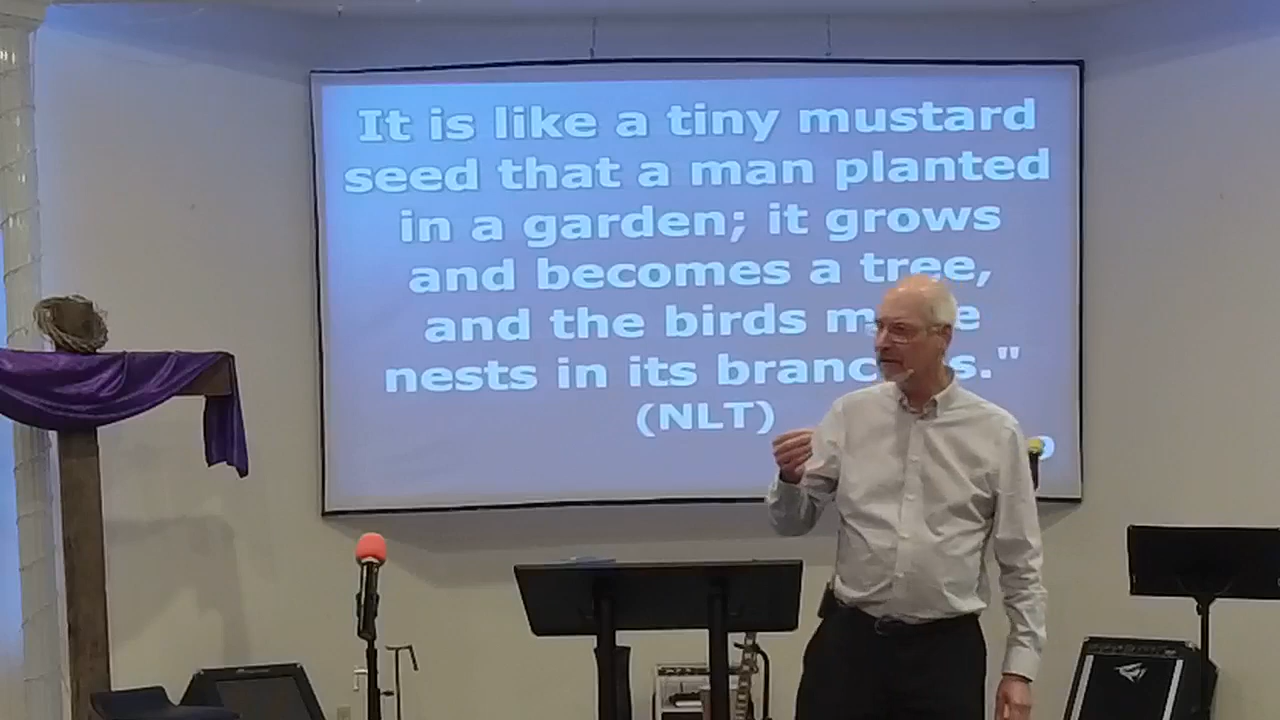 It is like a tiny mustard
seed that a man planted
in a garden; it grows
and becomes a tree,
and the birds
nests in its
(NLT)